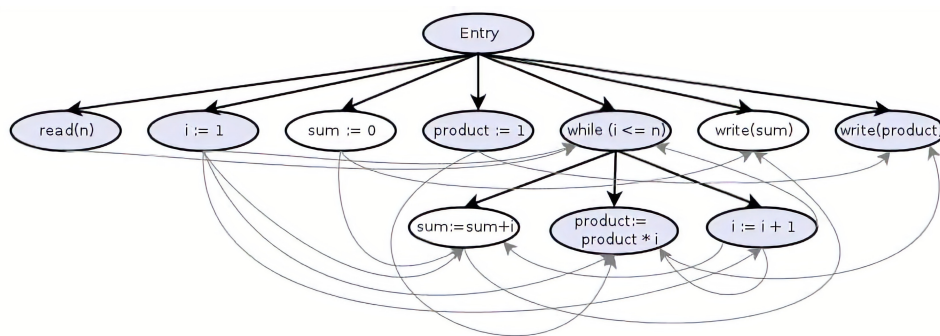 Entry
read(n)
i := 1
sum := 0
product := 1
while (i <= n)
write(sum)
write(product)
sum:=sum+i
product:=
product * i
i := i + 1